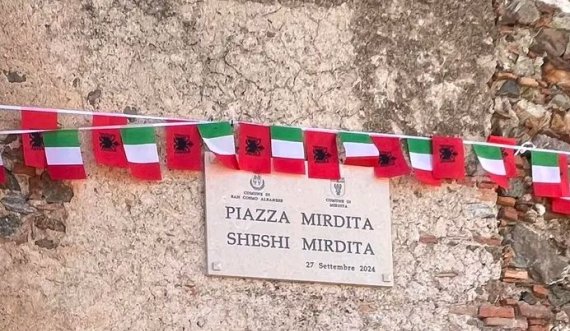 COMUNE DI
SAN COSMO ALBANESE
COMUNE DI
MIRDITA
PIAZZA MIRDITA
SHESHI MIRDITA
27 Settembre 2024